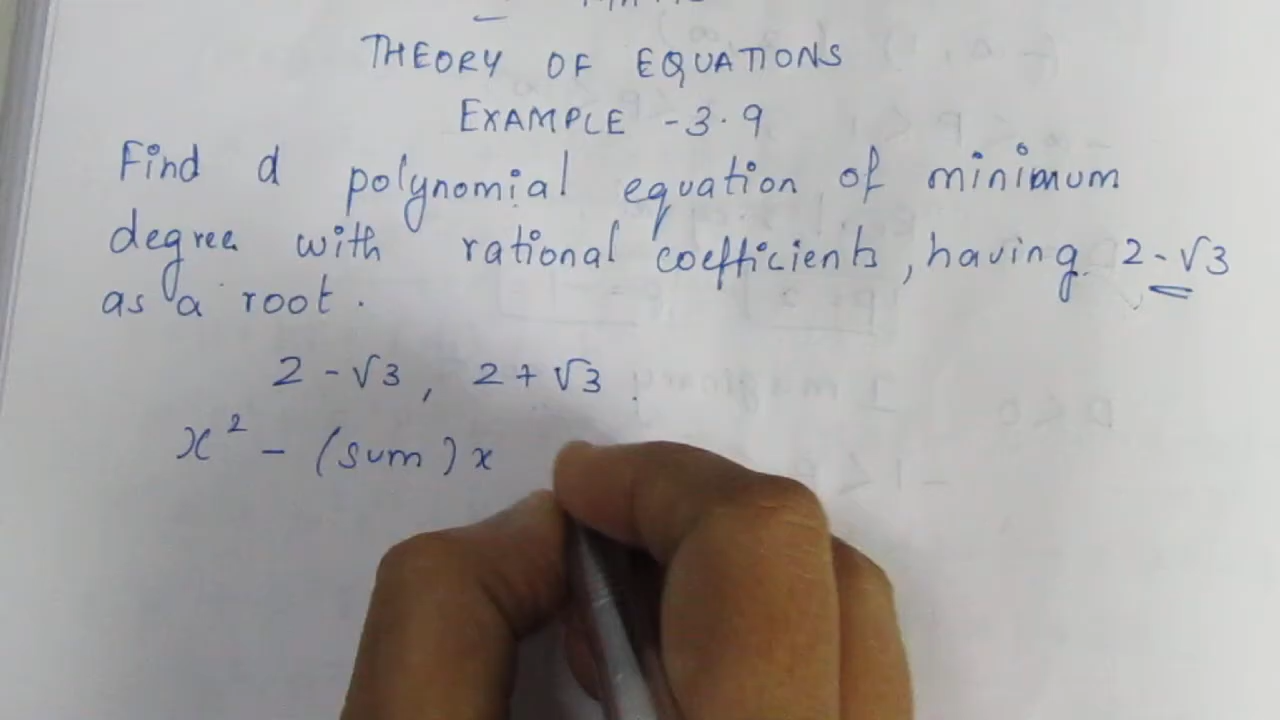 THEORY OF EQUATIONS
EXAMPLE - 3.9
Find a polynomial equation of minimum
degree with rational coefficients, having 2-√3
as a root.
2 - √3, 2 + √3.
x² - (sum) x